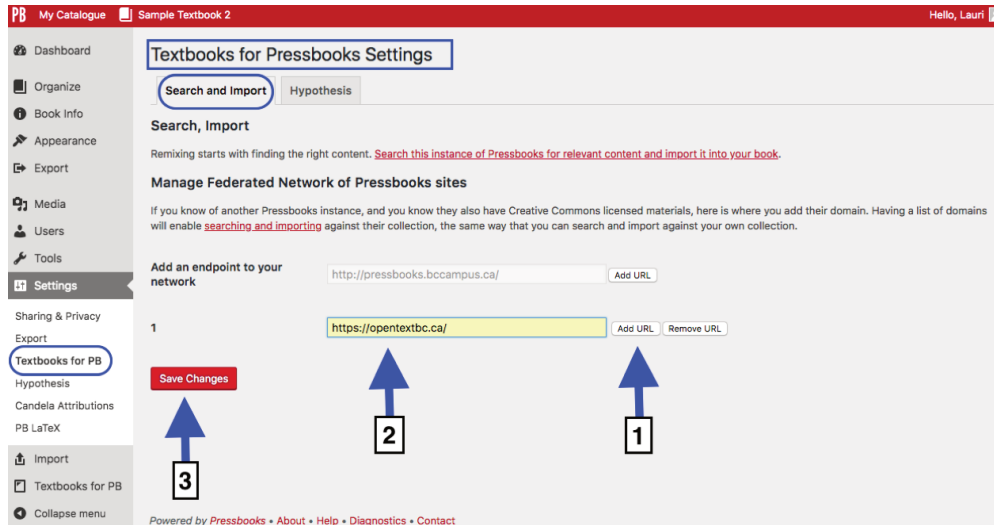 PB My Catalogue Sample Textbook 2 Hello, Lauri
Dashboard
Organize
Book Info
Appearance
Export
Media
Users
Tools
Settings
Sharing & Privacy
Export
Textbooks for PB
Hypothesis
Candela Attributions
PB LaTeX
Import
Textbooks for PB
Collapse menu
Textbooks for Pressbooks Settings
Search and Import Hypothesis
Search, Import
Remixing starts with finding the right content. Search this instance of Pressbooks for relevant content and import it into your book.
Manage Federated Network of Pressbooks sites
If you know of another Pressbooks instance, and you know they also have Creative Commons licensed materials, here is where you add their domain. Having a list of domains
will enable searching and importing against their collection, the same way that you can search and import against your own collection.
Add an endpoint to your
network
http://pressbooks.bccampus.ca/ Add URL
1 https://opentextbc.ca/ Add URL Remove URL
Save Changes
2 1
3
Powered by Pressbooks • About • Help • Diagnostics • Contact